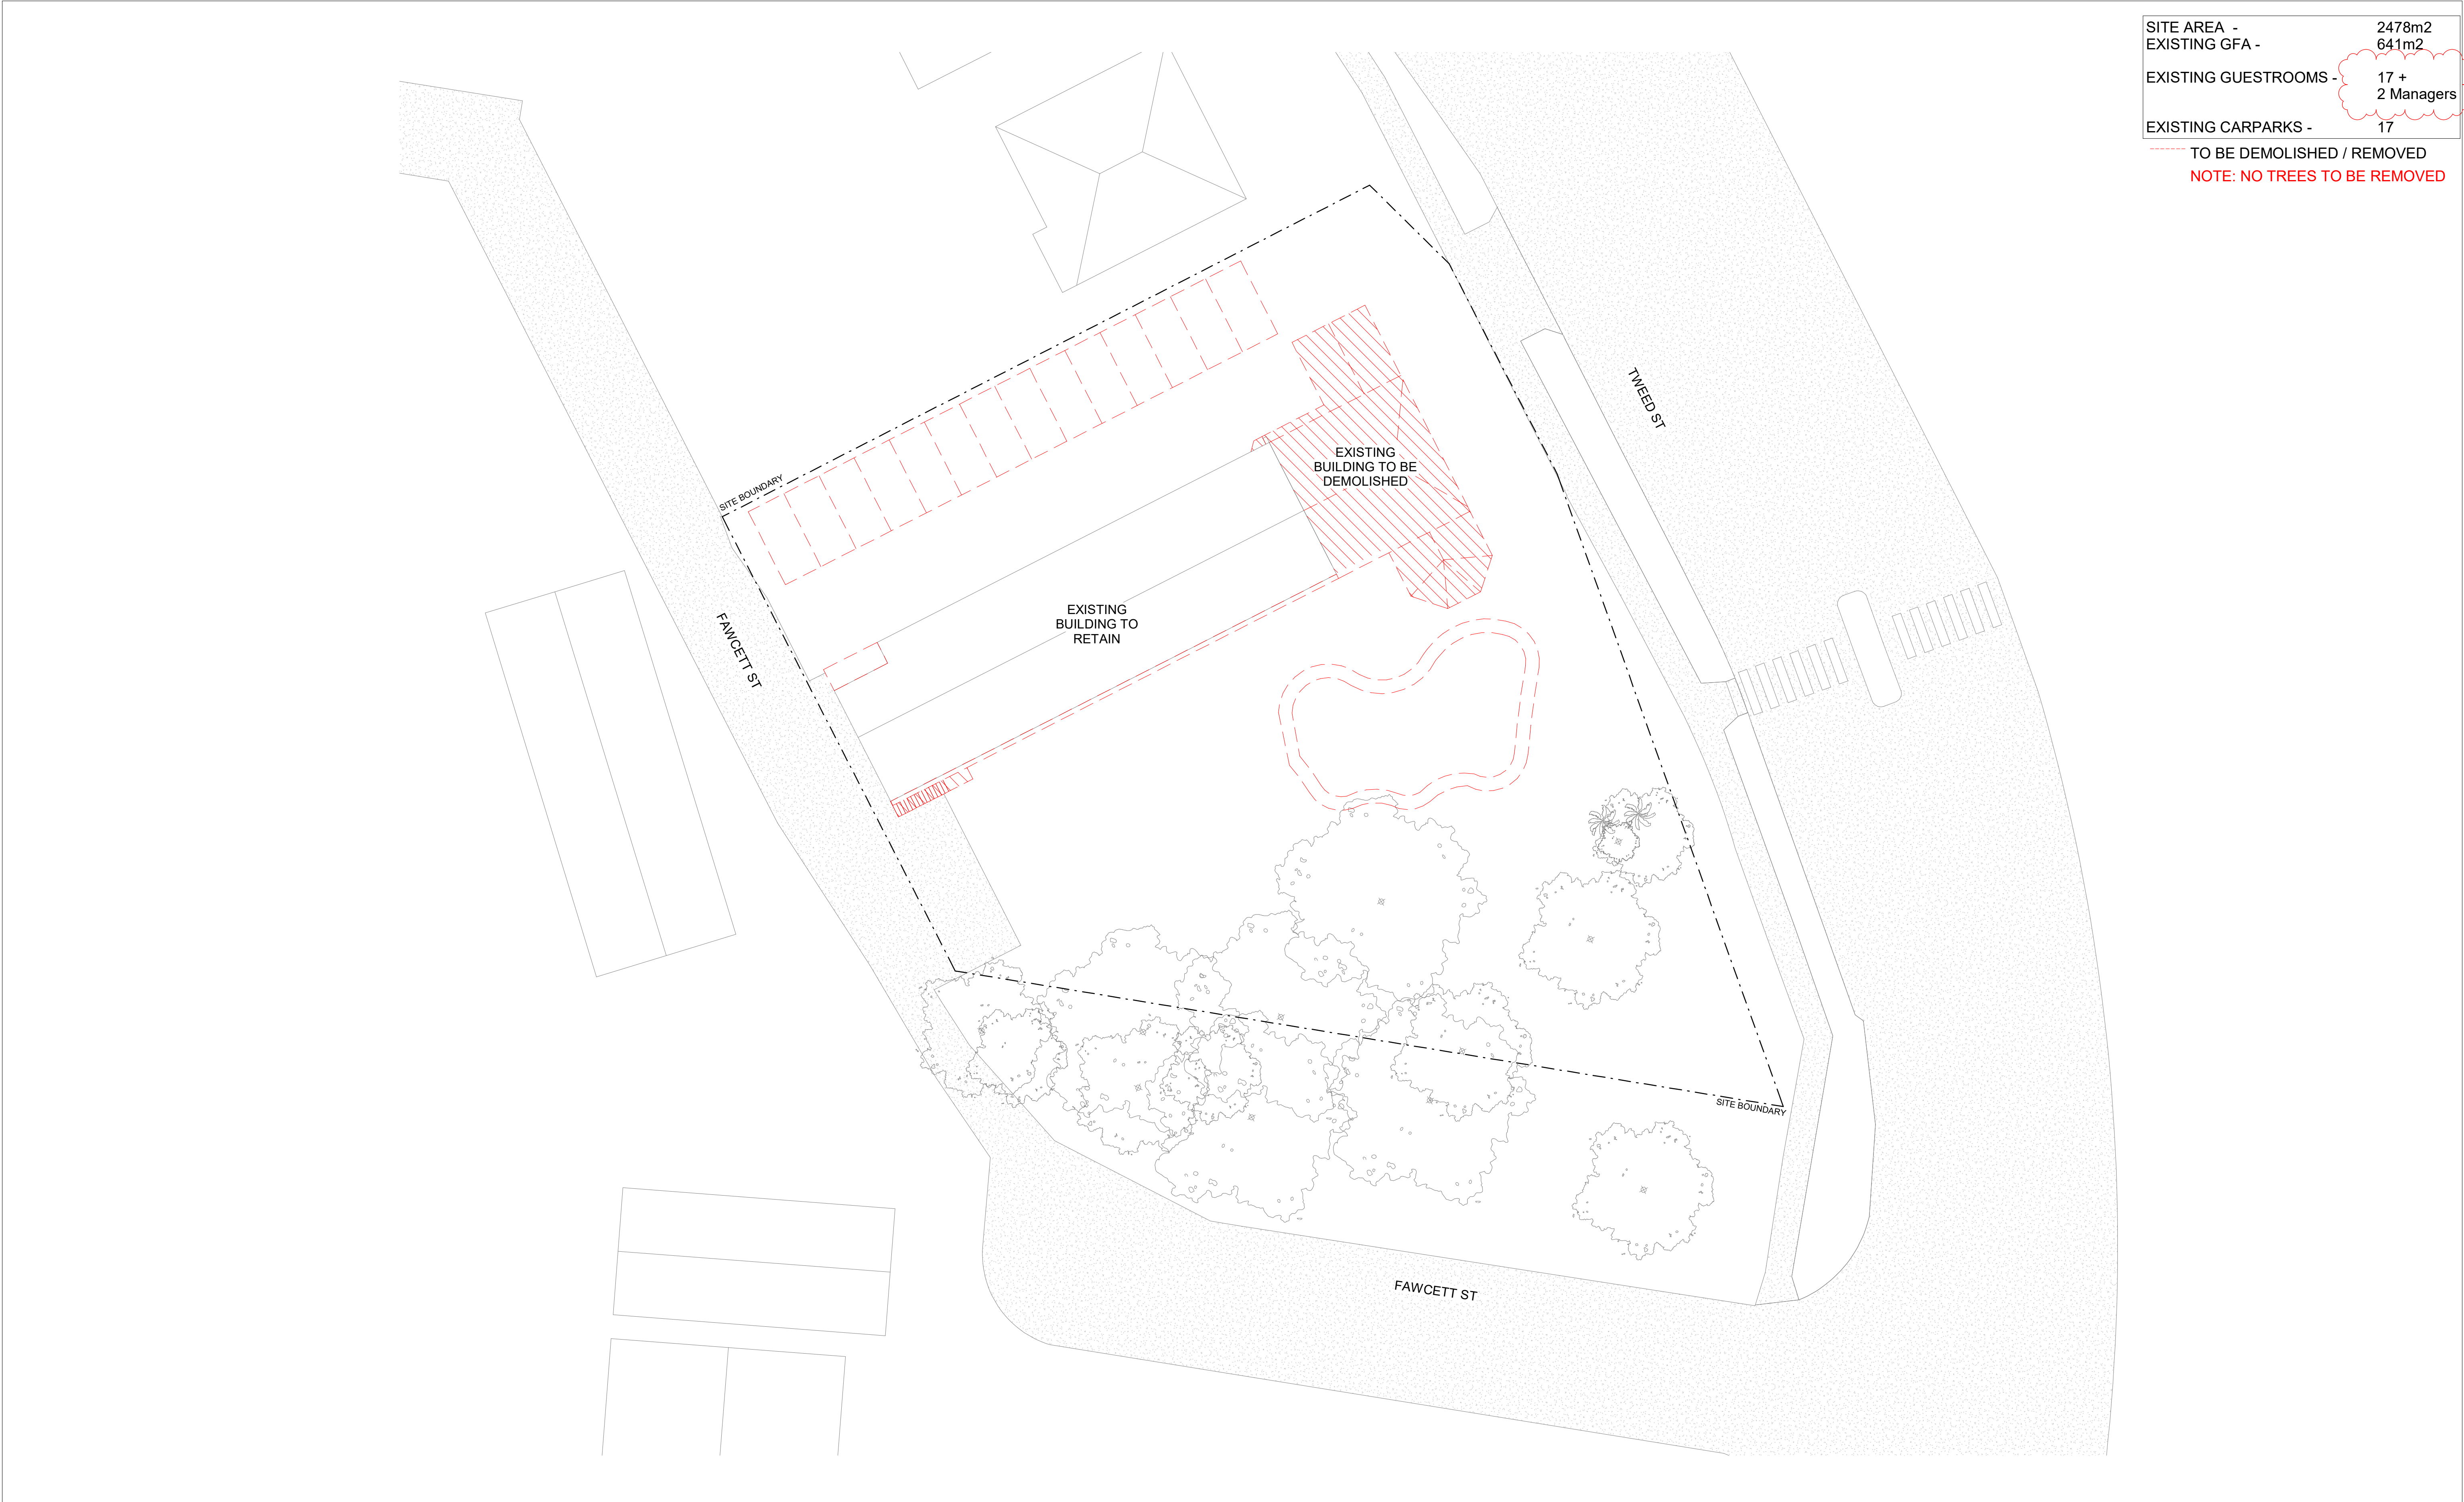 SITE AREA - 2478m2
EXISTING GFA - 641m2
EXISTING GUESTROOMS - 17 +
2 Managers
EXISTING CARPARKS - 17
TO BE DEMOLISHED / REMOVED
NOTE: NO TREES TO BE REMOVED
TWEED ST
EXISTING
BUILDING TO BE
DEMOLISHED
SITE BOUNDARY
EXISTING
BUILDING TO
RETAIN
FAWCETT ST
SITE BOUNDARY
FAWCETT ST